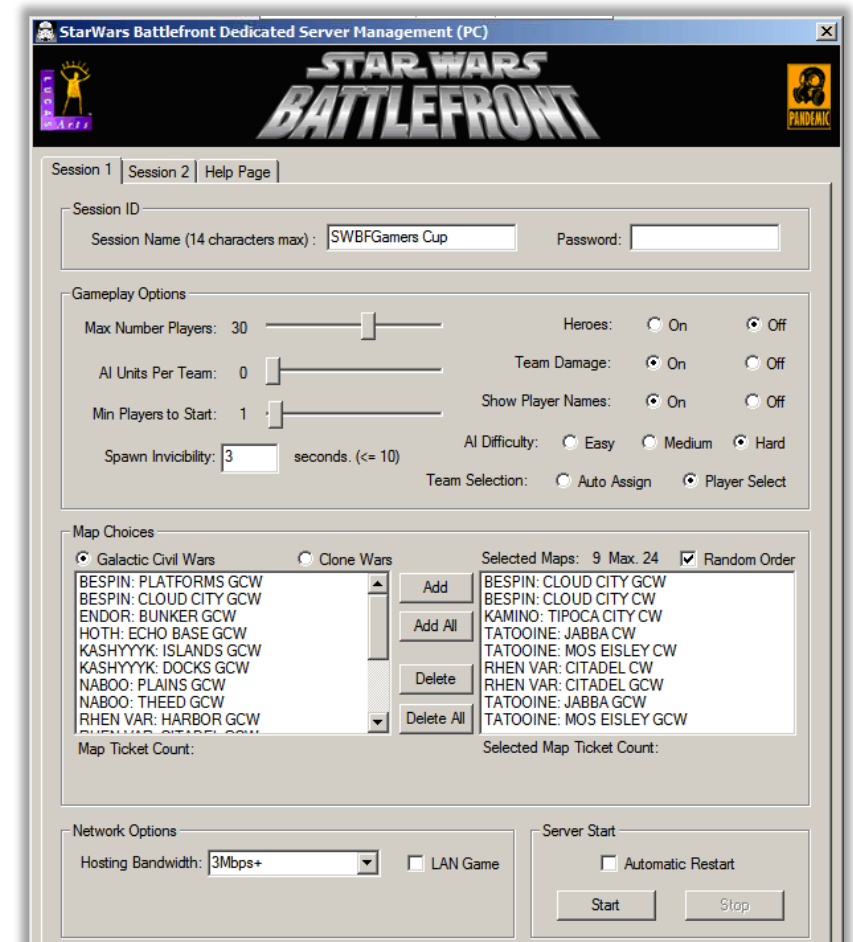 StarWars Battlefront Dedicated Server Management (PC)
LUCAS
Arts
STAR WARS
BATTLEFRONT
PANDEMIC
Session 1 Session 2 Help Page
Session ID
Session Name (14 characters max) : SWBFGamers Cup Password:
Gameplay Options
Max Number Players: 30 Heroes: On Off
AI Units Per Team: 0 Team Damage: On Off
Min Players to Start: 1 Show Player Names: On Off
Spawn Invicibility: 3 seconds. (<= 10) AI Difficulty: Easy Medium Hard
Team Selection: Auto Assign Player Select
Map Choices
Galactic Civil Wars Clone Wars Selected Maps: 9 Max. 24 Random Order
BESPIN: PLATFORMS GCW
BESPIN: CLOUD CITY GCW
ENDOR: BUNKER GCW
HOTH: ECHO BASE GCW
KASHYYYK: ISLANDS GCW
KASHYYYK: DOCKS GCW
NABOO: PLAINS GCW
NABOO: THEED GCW
RHEN VAR: HARBOR GCW
RHEN VAR: CITADEL GCW
Map Ticket Count:
Add
Add All
Delete
Delete All
BESPIN: CLOUD CITY GCW
BESPIN: CLOUD CITY CW
KAMINO: TIPOCA CITY CW
TATOOINE: JABBA CW
TATOOINE: MOS EISLEY CW
RHEN VAR: CITADEL CW
RHEN VAR: CITADEL GCW
TATOOINE: JABBA GCW
TATOOINE: MOS EISLEY GCW
Selected Map Ticket Count:
Network Options
Hosting Bandwidth: 3Mbps+ LAN Game
Server Start
Automatic Restart
Start Stop